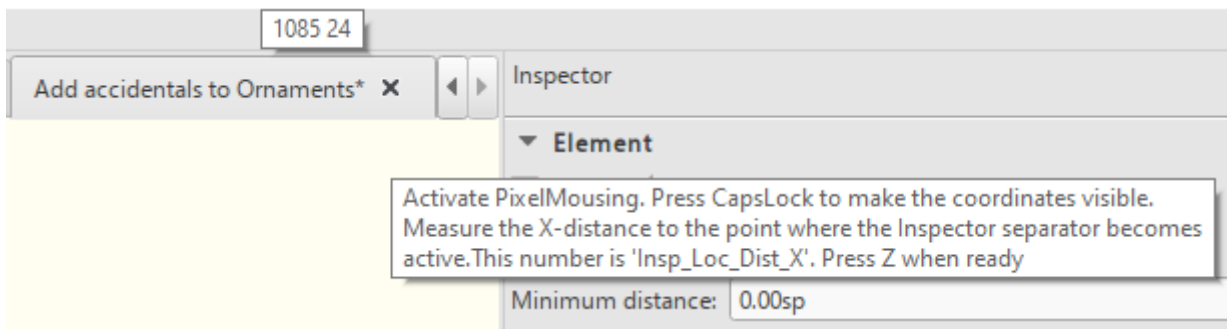 1085 24
Add accidentals to Ornaments*
Inspector
Element
Activate PixelMousing. Press CapsLock to make the coordinates visible.
Measure the X-distance to the point where the Inspector separator becomes
active.This number is 'Insp_Loc_Dist_X'. Press Z when ready
Minimum distance: 0.00sp